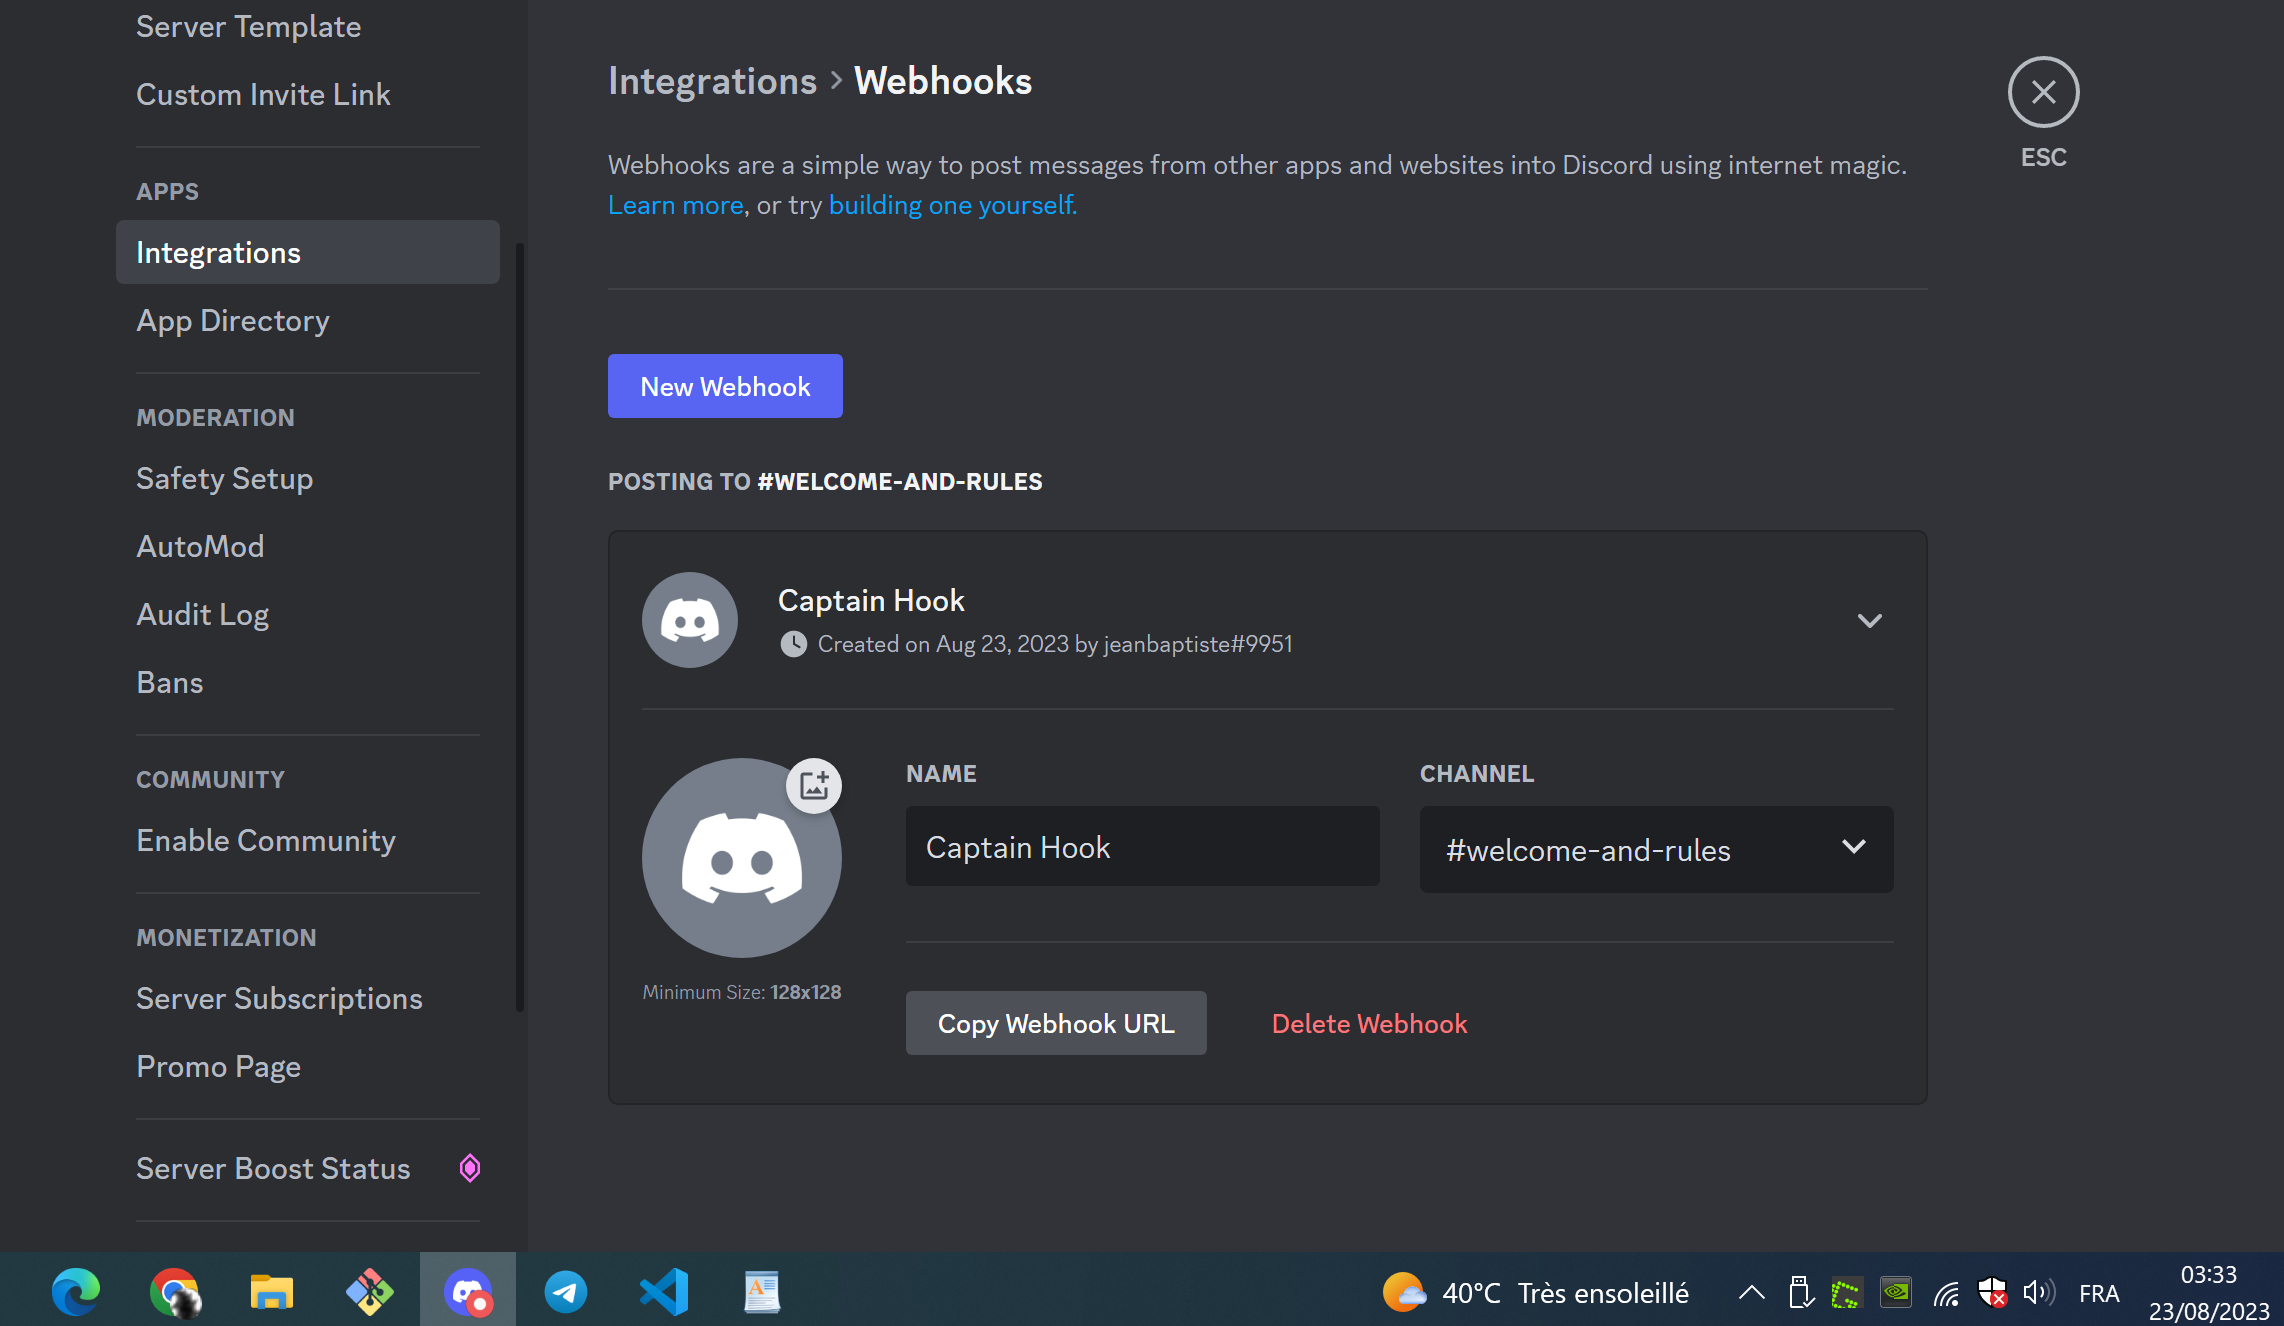 Server Template
Custom Invite Link
APPS
Integrations
App Directory
MODERATION
Safety Setup
AutoMod
Audit Log
Bans
COMMUNITY
Enable Community
MONETIZATION
Server Subscriptions
Promo Page
Server Boost Status
Integrations > Webhooks
ESC
Webhooks are a simple way to post messages from other apps and websites into Discord using internet magic.
Learn more, or try building one yourself.
New Webhook
POSTING TO #WELCOME-AND-RULES
Captain Hook
Created on Aug 23, 2023 by jeanbaptiste#9951
NAME
CHANNEL
Captain Hook
#welcome-and-rules
Minimum Size: 128x128
Copy Webhook URL
Delete Webhook
40°C Très ensoleillé
FRA
03:33
23/08/2023